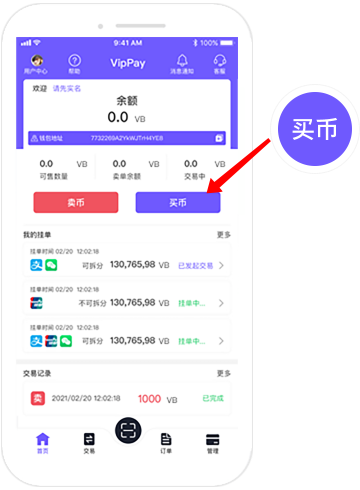 9:41 AM 100%
用户中心 帮助 VipPay 消息通知 客服
欢迎 请先实名
余额
0.0 VB
钱包地址 7732269A2YkWJTrH4YEB
0.0 VB 0.0 VB 0.0 VB
可售数量 卖单余额 交易中
卖币 买币
买币
我的挂单 更多
挂单时间 02/20 12:02:18
可拆分 130,765,98 VB 已发起交易
挂单时间 02/20 12:02:18
不可拆分 130,765,98 VB 挂单中...
挂单时间 02/20 12:02:18
可拆分 130,765,98 VB 挂单中...
交易记录 更多
卖 2021/02/20 12:02:18 1000 VB 已完成
首页 交易 订单 管理